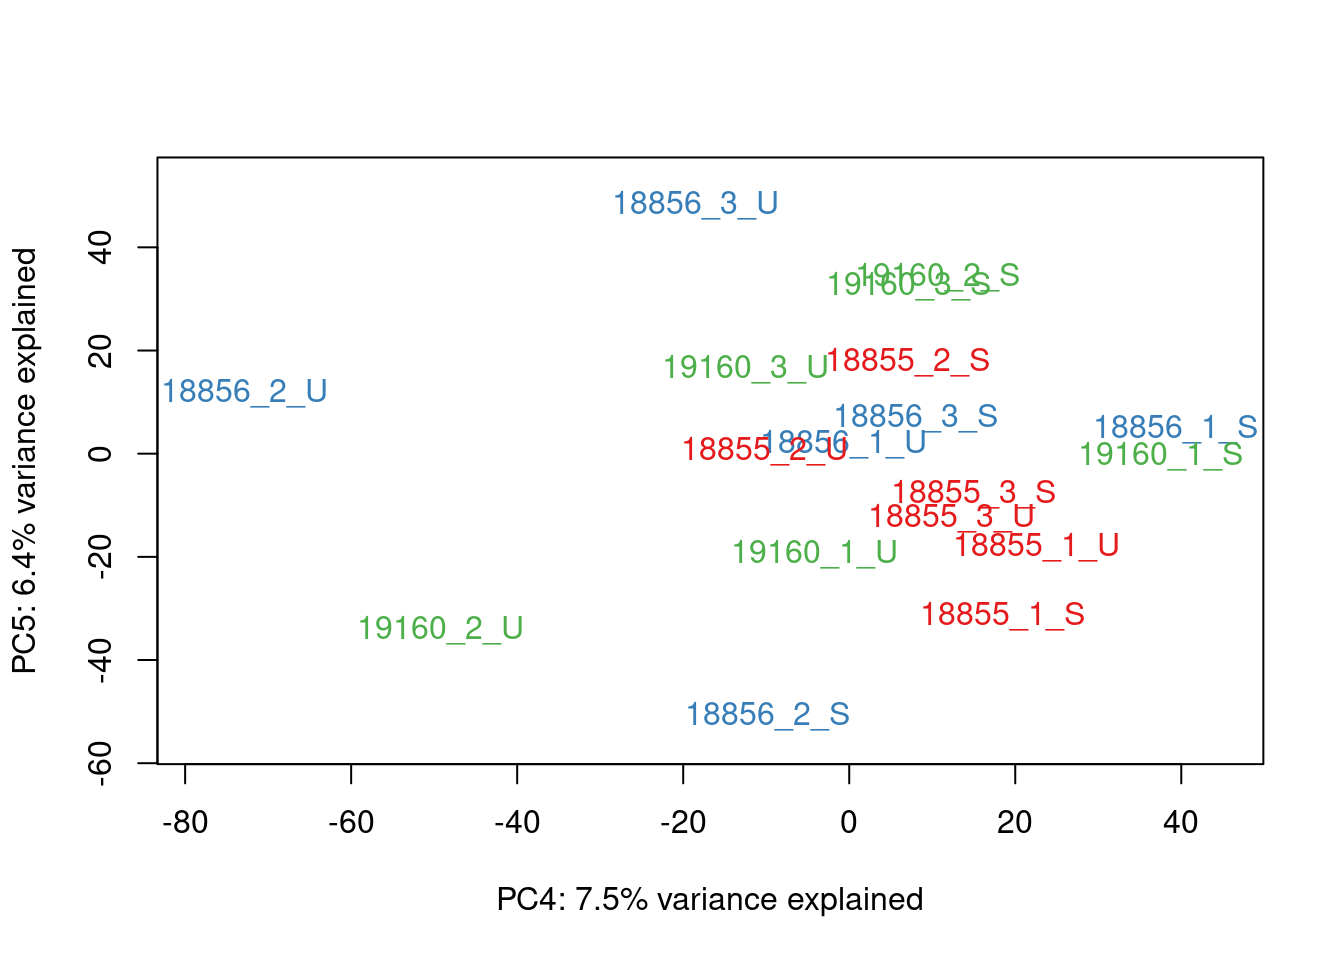 18856_3_U
19160_2_S
19160_3_S
18855_2_S
19160_3_U
18856_2_U
18856_3_S
18856_1_S
18856_1_U
18855_2_U
19160_1_S
18855_3_S
18855_3_U
18855_1_U
19160_1_U
18855_1_S
19160_2_U
18856_2_S
40
20
0
-20
-40
-60
PC5: 6.4% variance explained
-80
-60
-40
-20
0
20
40
PC4: 7.5% variance explained